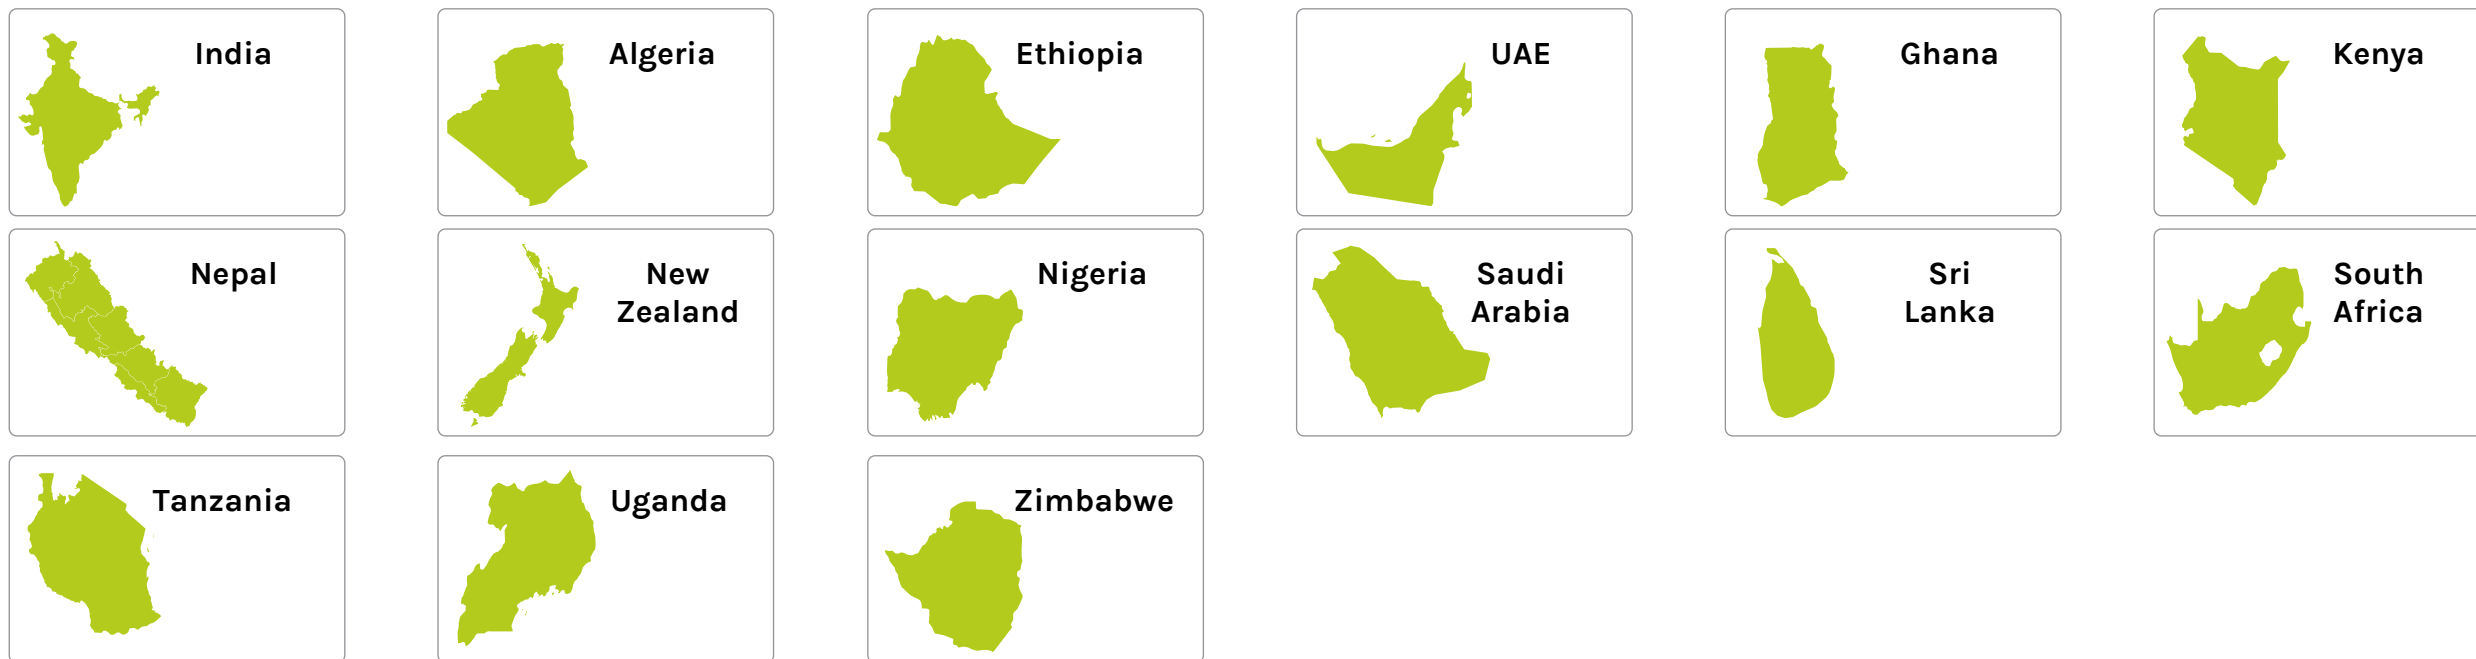 India
Algeria
Ethiopia
UAE
Ghana
Kenya
Nepal
New
Zealand
Nigeria
Saudi
Arabia
Sri
Lanka
South
Africa
Tanzania
Uganda
Zimbabwe